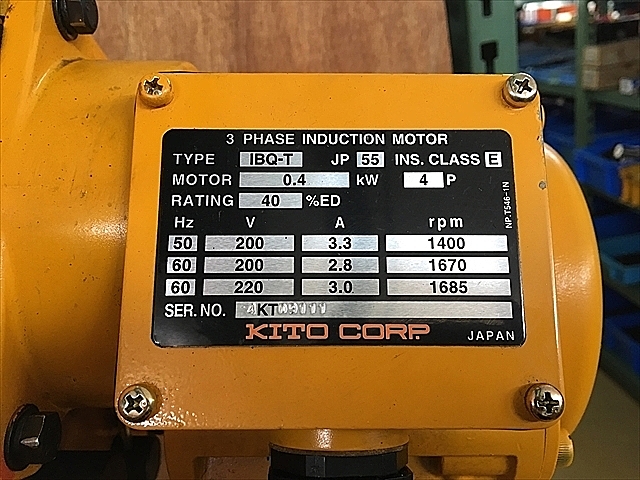 3 PHASE INDUCTION MOTOR
TYPE IBQ-T JP 55 INS. CLASS E
MOTOR 0.4 kW 4 P
RATING 40 %ED
Hz V A rpm
50 200 3.3 1400
60 200 2.8 1670
60 220 3.0 1685
SER. NO.
KITO CORP.
JAPAN
NP. T546-1N